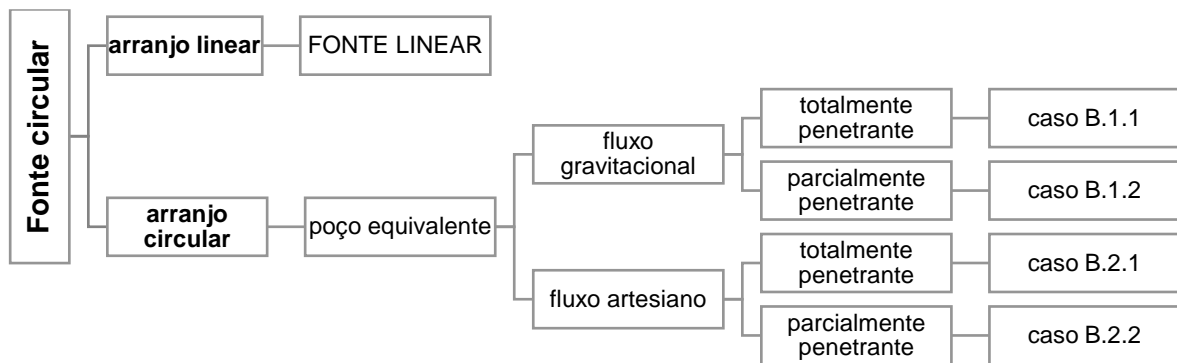 Fonte circular
arranjo linear
FONTE LINEAR
arranjo
circular
poço equivalente
fluxo
gravitacional
totalmente
penetrante
caso B.1.1
parcialmente
penetrante
caso B.1.2
fluxo artesiano
totalmente
penetrante
caso B.2.1
parcialmente
penetrante
caso B.2.2